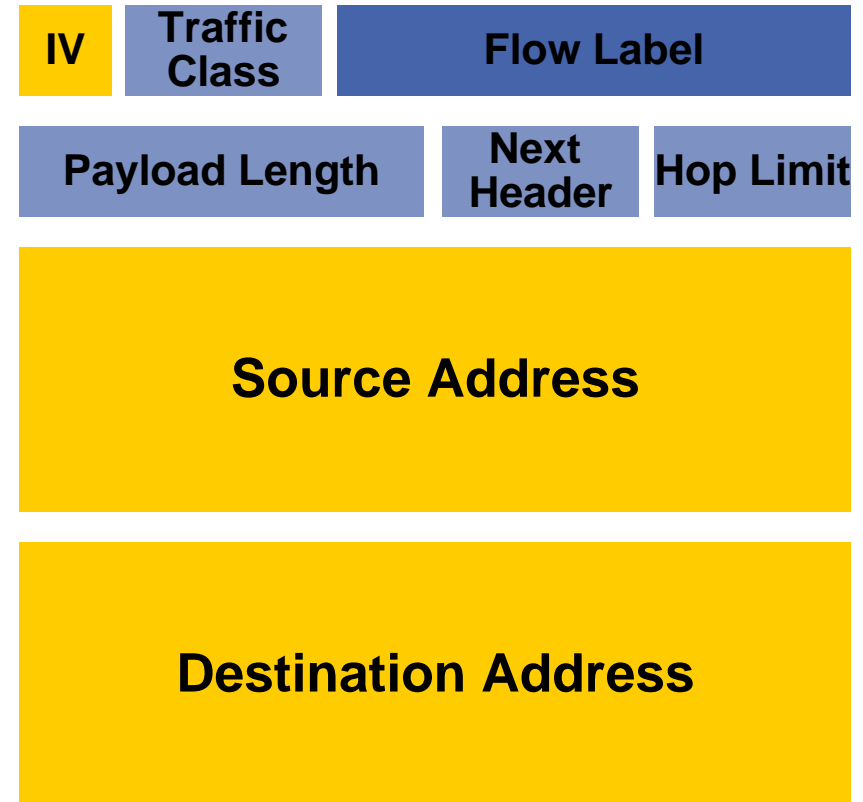 IV
Traffic
Class
Flow Label
Payload Length
Next
Header
Hop Limit
Source Address
Destination Address